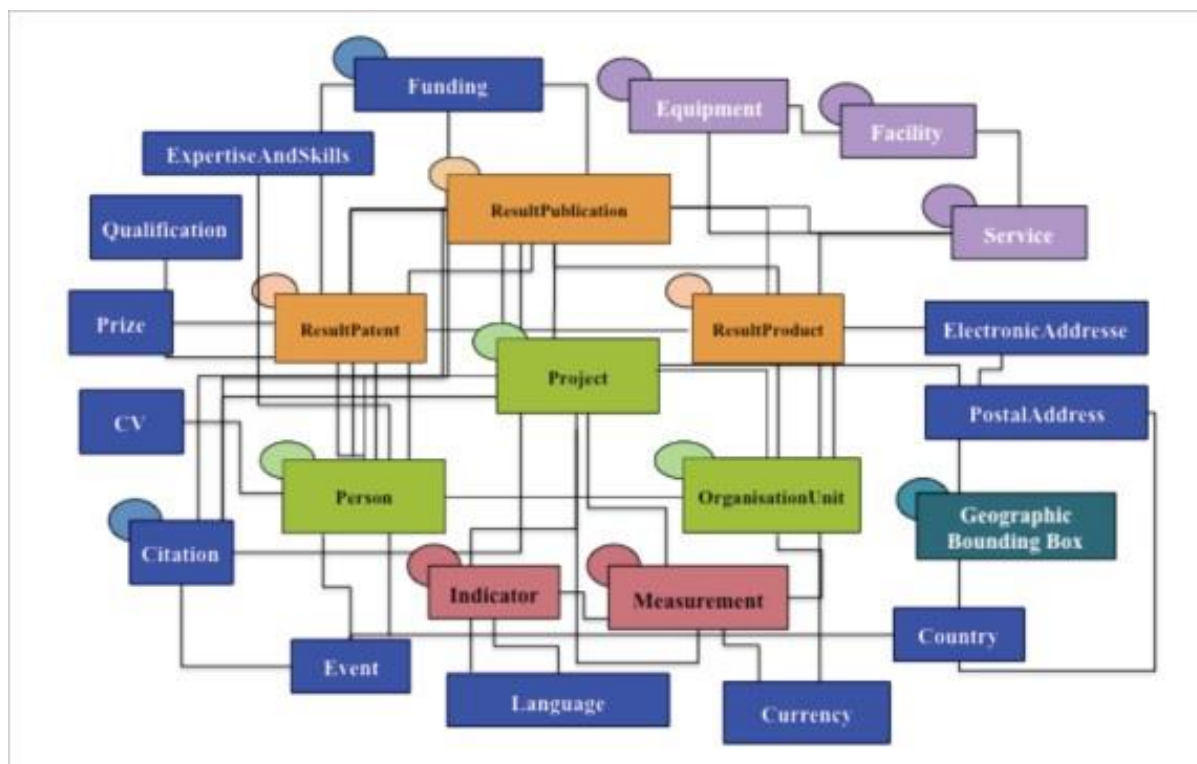 Funding
Equipment
Facility
ExpertiseAndSkills
ResultPublication
Qualification
Service
Prize
ResultPatent
ResultProduct
ElectronicAddresse
Project
CV
PostalAddress
Person
OrganisationUnit
Geographic
Bounding Box
Citation
Indicator
Measurement
Country
Event
Language
Currency